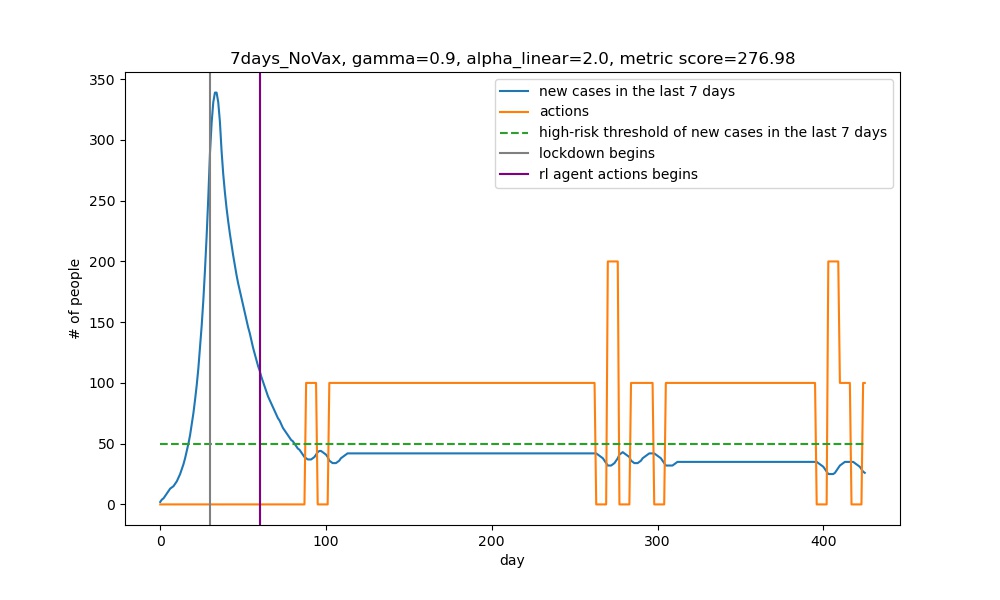 7days_NoVax, gamma=0.9, alpha_linear=2.0, metric score=276.98
new cases in the last 7 days
actions
high-risk threshold of new cases in the last 7 days
lockdown begins
rl agent actions begins
# of people
350
300
250
200
150
100
50
0
0 100 200 300 400
day